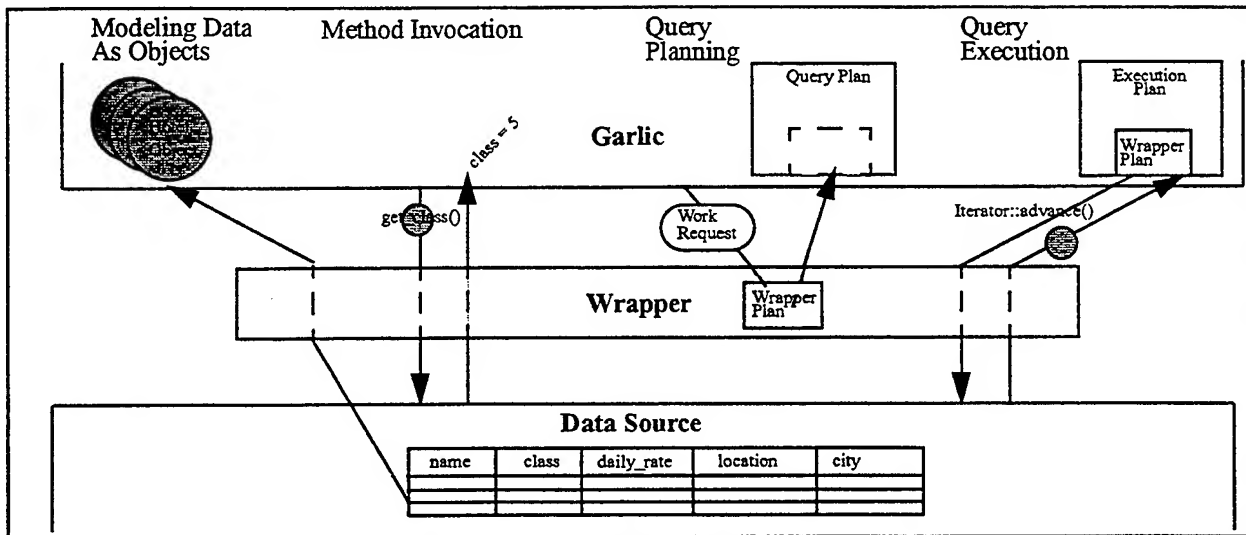 Modeling Data
As Objects
Method Invocation
Query
Planning
Query
Execution
Query Plan
Execution
Plan
Wrapper
Plan
class = 5
Garlic
get_class()
Work
Request
Iterator::advance()
Wrapper
Wrapper
Plan
Data Source
name class daily_rate location city